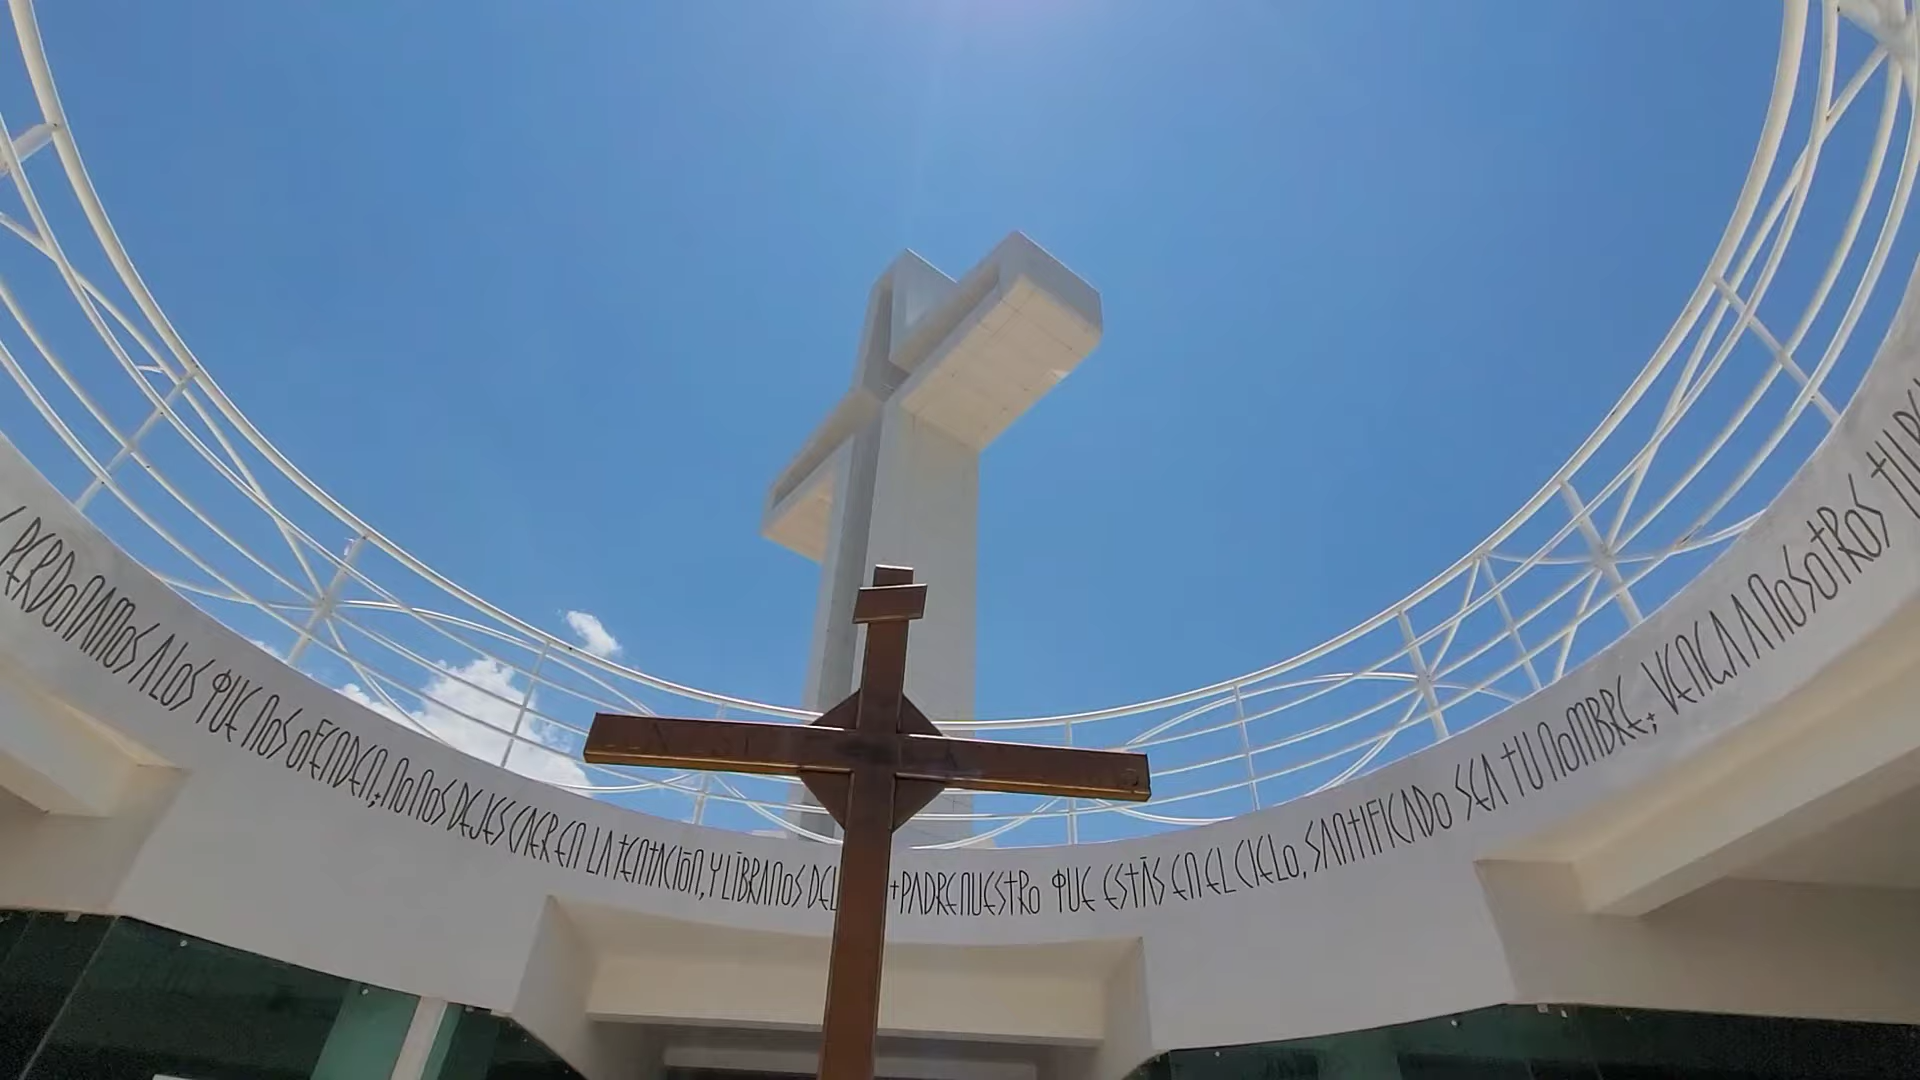 PERDONAMOS A LOS QUE NOS OFENDEN; NO NOS DEJES CAER EN LA TENTACIÓN, Y LÍBRANOS DEL
+PADRE NUESTRO QUE ESTÁS EN EL CIELO, SANTIFICADO SEA TU NOMBRE; VENGA A NOSOTROS TU